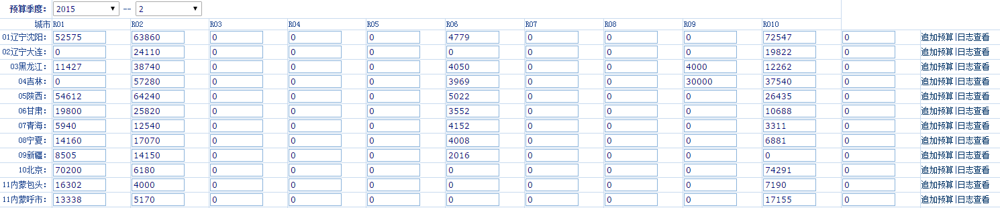 预算季度： 2015 -- 2
城市 R01 R02 R03 R04 R05 R06 R07 R08 R09 R010
01辽宁沈阳： 52575 63860 0 0 0 4779 0 0 0 72547 0 追加预算|日志查看
02辽宁大连： 0 24110 0 0 0 0 0 0 0 19822 0 追加预算|日志查看
03黑龙江： 11427 38740 0 0 0 4050 0 0 4000 12262 0 追加预算|日志查看
04吉林： 0 57280 0 0 0 3969 0 0 30000 37540 0 追加预算|日志查看
05陕西： 54612 64240 0 0 0 5022 0 0 0 26435 0 追加预算|日志查看
06甘肃： 19800 25820 0 0 0 3552 0 0 0 10688 0 追加预算|日志查看
07青海： 5940 12540 0 0 0 4152 0 0 0 3311 0 追加预算|日志查看
08宁夏： 14160 17070 0 0 0 4008 0 0 0 6881 0 追加预算|日志查看
09新疆： 8505 14150 0 0 0 2016 0 0 0 0 0 追加预算|日志查看
10北京： 70200 6180 0 0 0 0 0 0 0 74291 0 追加预算|日志查看
11内蒙包头： 16302 4000 0 0 0 0 0 0 0 7190 0 追加预算|日志查看
11内蒙呼市： 13338 5170 0 0 0 0 0 0 0 17155 0 追加预算|日志查看